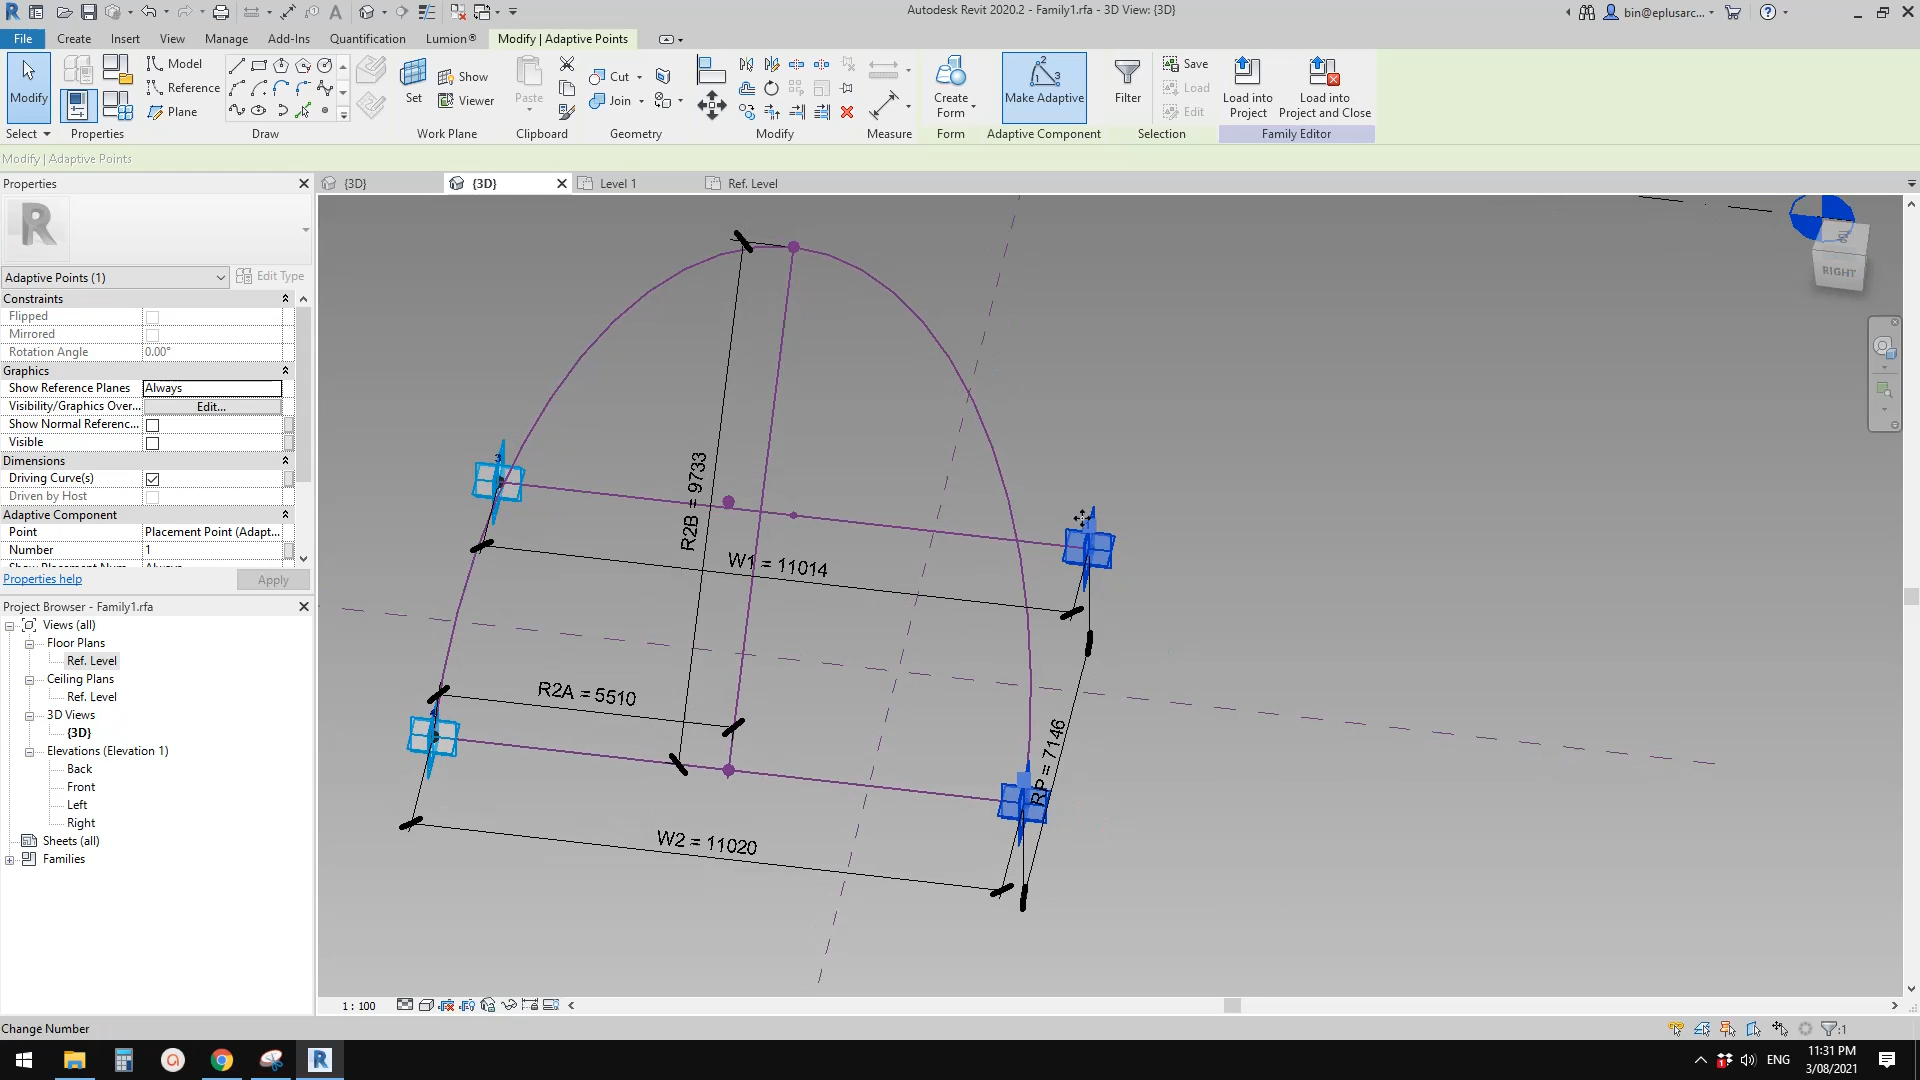 Autodesk Revit 2020.2 - Family1.rfa - 3D View: {3D}
bin@eplusarc...
File
Create
Insert
View
Manage
Add-Ins
Quantification
Lumion®
Modify | Adaptive Points
Modify
Select
Properties
Model
Reference
Plane
Draw
Set
Show
Viewer
Work Plane
Paste
Clipboard
Cut
Join
Geometry
Modify
Measure
Create
Form
Form
Make Adaptive
Adaptive Component
Filter
Save
Load
Edit
Selection
Load into
Project
Load into
Project and Close
Family Editor
Modify | Adaptive Points
Properties
{3D}
{3D}
Level 1
Ref. Level
R
Adaptive Points (1)
Edit Type
Constraints
Flipped
Mirrored
Rotation Angle
0.00°
Graphics
Show Reference Planes
Always
Visibility/Graphics Over...
Edit...
Show Normal Referenc...
Visible
Dimensions
Driving Curve(s)
Driven by Host
Adaptive Component
Point
Placement Point (Adapt...
Number
1
Properties help
Apply
Project Browser - Family1.rfa
Views (all)
Floor Plans
Ref. Level
Ceiling Plans
Ref. Level
3D Views
{3D}
Elevations (Elevation 1)
Back
Front
Left
Right
Sheets (all)
Families
RIGHT
3
R2B = 9733
W1 = 11014
R2A = 5510
RP = 7146
W2 = 11020
1 : 100
Change Number
:1
ENG
11:31 PM
3/08/2021